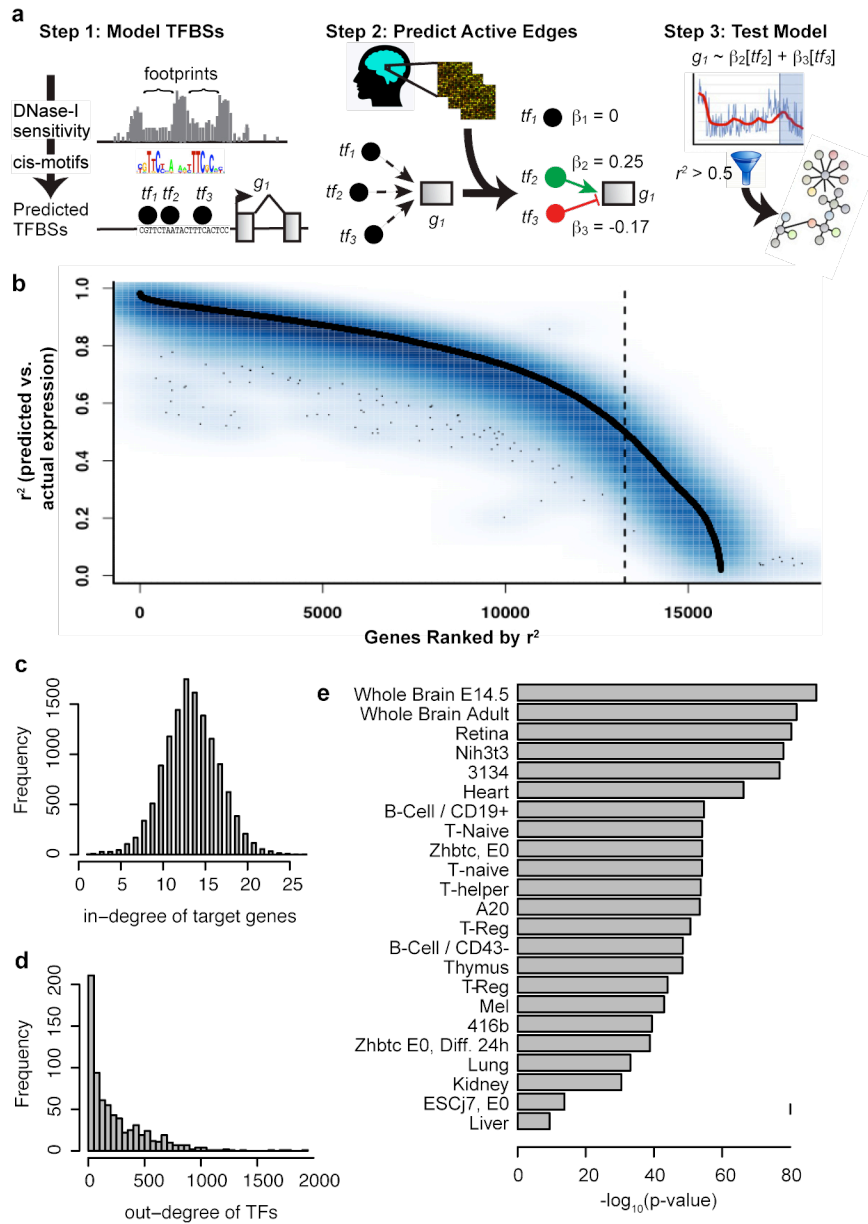 a
Step 1: Model TFBSs
Step 2: Predict Active Edges
Step 3: Test Model
footprints
DNase-I
sensitivity
cis-motifs
Predicted
TFBSs
tf1 tf2 tf3
g1
CGTTCTAATACTTTCACTCC
tf1
tf2
tf3
g1
tf1 β1 = 0
β2 = 0.25
tf2
g1
tf3
β3 = -0.17
g1 ~ β2[tf2] + β3[tf3]
r² > 0.5
b
r² (predicted vs.
actual expression)
1.0
0.8
0.6
0.4
0.2
0.0
0 5000 10000 15000
Genes Ranked by r²
c
Frequency
1500
1000
500
0
0 5 10 15 20 25
in-degree of target genes
d
Frequency
200
150
100
50
0
0 500 1000 1500 2000
out-degree of TFs
e
Whole Brain E14.5
Whole Brain Adult
Retina
Nih3t3
3134
Heart
B-Cell / CD19+
T-Naive
Zhbtc, E0
T-naive
T-helper
A20
T-Reg
B-Cell / CD43-
Thymus
T-Reg
Mel
416b
Zhbtc E0, Diff. 24h
Lung
Kidney
ESCj7, E0
Liver
0 20 40 60 80
-log10(p-value)